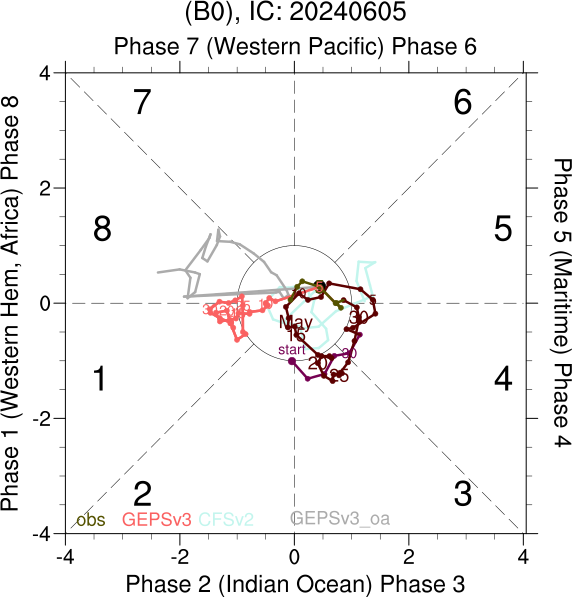 (B0), IC: 20240605
Phase 7 (Western Pacific) Phase 6
Phase 1 (Western Hem, Africa) Phase 8
Phase 5 (Maritime) Phase 4
4
2
0
-2
-4
7
6
8
5
1
4
2
3
May
15
start
20
25
30
20
5
obs GEPSv3 CFSv2 GEPSv3_oa
-4 -2 0 2 4
Phase 2 (Indian Ocean) Phase 3